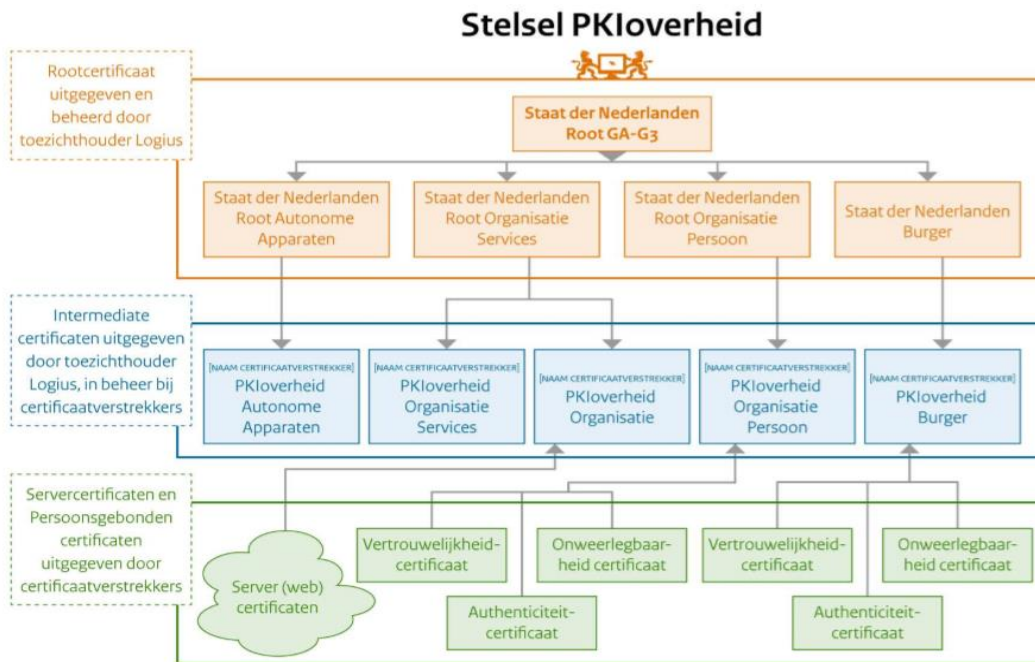 Stelsel PKIoverheid
Rootcertificaat
uitgegeven en
beheerd door
toezichthouder Logius
Staat der Nederlanden
Root GA-G3
Staat der Nederlanden
Root Autonome
Apparaten
Staat der Nederlanden
Root Organisatie
Services
Staat der Nederlanden
Root Organisatie
Persoon
Staat der Nederlanden
Burger
Intermediate
certificaten uitgegeven
door toezichthouder
Logius, in beheer bij
certificaatverstrekkers
[NAAM CERTIFICAATVERSTREKKER]
PKIoverheid
Autonome
Apparaten
[NAAM CERTIFICAATVERSTREKKER]
PKIoverheid
Organisatie
Services
[NAAM CERTIFICAATVERSTREKKER]
PKIoverheid
Organisatie
[NAAM CERTIFICAATVERSTREKKER]
PKIoverheid
Organisatie
Persoon
[NAAM CERTIFICAATVERSTREKKER]
PKIoverheid
Burger
Servercertificaten en
Persoonsgebonden
certificaten
uitgegeven door
certificaatverstrekkers
Server (web)
certificaten
Vertrouwelijkheid-
certificaat
Onweerlegbaar-
heid certificaat
Authenticiteit-
certificaat
Vertrouwelijkheid-
certificaat
Onweerlegbaar-
heid certificaat
Authenticiteit-
certificaat